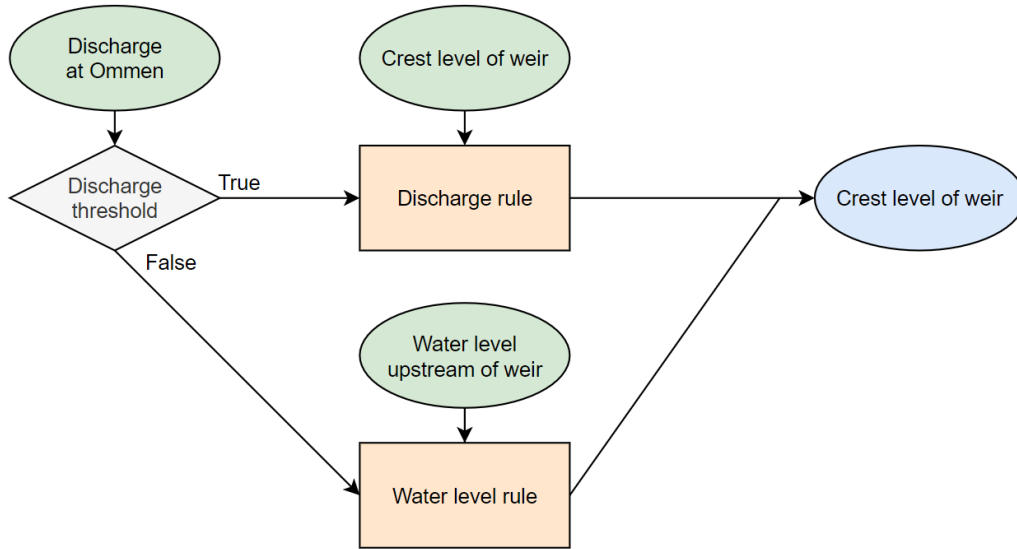 Discharge
at Ommen
Crest level of weir
Discharge
threshold
True
Discharge rule
Crest level of weir
False
Water level
upstream of weir
Water level rule